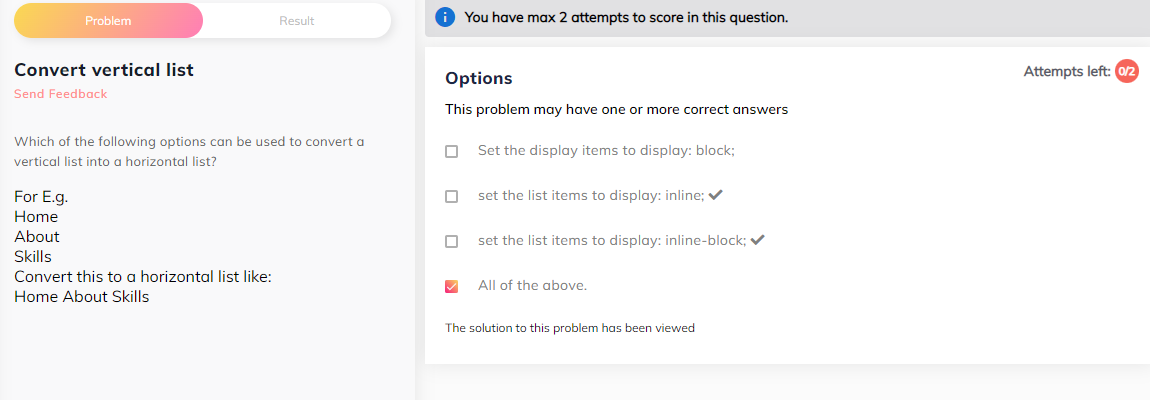 Problem
Result
Convert vertical list
Send Feedback
Which of the following options can be used to convert a
vertical list into a horizontal list?
For E.g.
Home
About
Skills
Convert this to a horizontal list like:
Home About Skills
You have max 2 attempts to score in this question.
Options
Attempts left: 0/2
This problem may have one or more correct answers
Set the display items to display: block;
set the list items to display: inline;
set the list items to display: inline-block;
All of the above.
The solution to this problem has been viewed